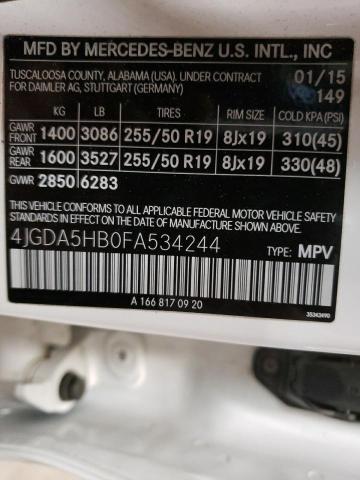 MFD BY MERCEDES-BENZ U.S. INTL., INC
TUSCALOOSA COUNTY, ALABAMA (USA). UNDER CONTRACT 01/15
FOR DAIMLER AG, STUTTGART (GERMANY) 149
KG LB TIRES RIM SIZE COLD KPA (PSI)
GAWR FRONT 1400 3086 255/50 R19 8Jx19 310(45)
GAWR REAR 1600 3527 255/50 R19 8Jx19 330(48)
GVWR 2850 6283
THIS VEHICLE CONFORMS TO ALL APPLICABLE FEDERAL MOTOR VEHICLE
SAFETY STANDARDS IN EFFECT ON THE DATE OF MANUFACTURE SHOWN ABOVE.
4JGDA5HB0FA534244 TYPE: MPV
A 166 817 09 20